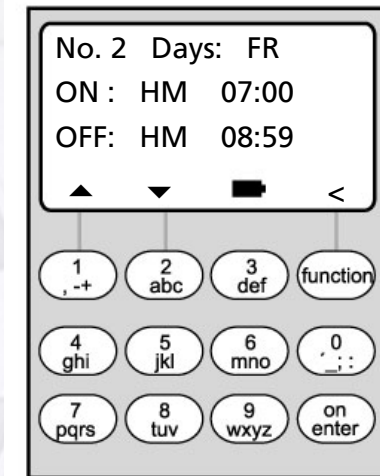 No. 2 Days: FR
ON : HM 07:00
OFF: HM 08:59
<
1 2 3 function
, -+ abc def
4 5 6 0
ghi jkl mno ´_; :
7 8 9 on
pqrs tuv wxyz enter